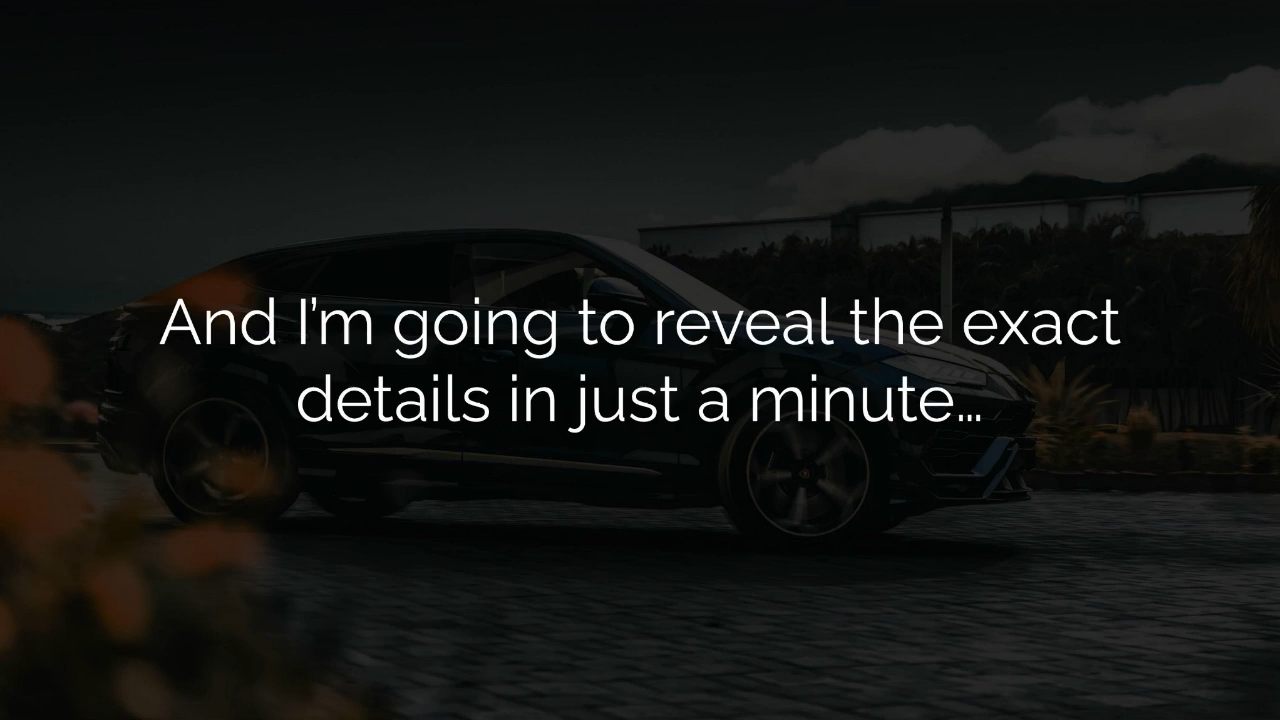 And I’m going to reveal the exact
details in just a minute…